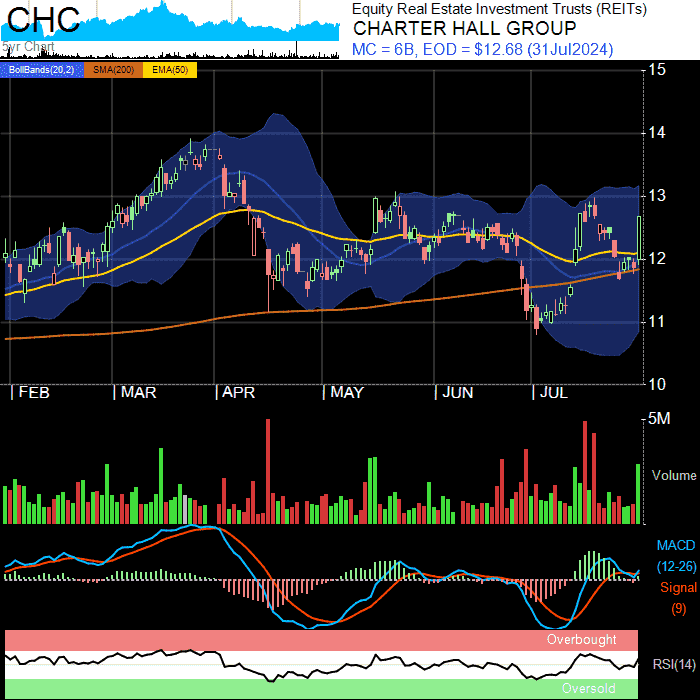 CHC
5yr Chart
Equity Real Estate Investment Trusts (REITs)
CHARTER HALL GROUP
MC = 6B, EOD = $12.68 (31Jul2024)
BollBands(20,2) SMA(200) EMA(50)
15
14
13
12
11
10
FEB MAR APR MAY JUN JUL
5M
Volume
MACD
(12-26)
Signal
(9)
Overbought
RSI(14)
Oversold